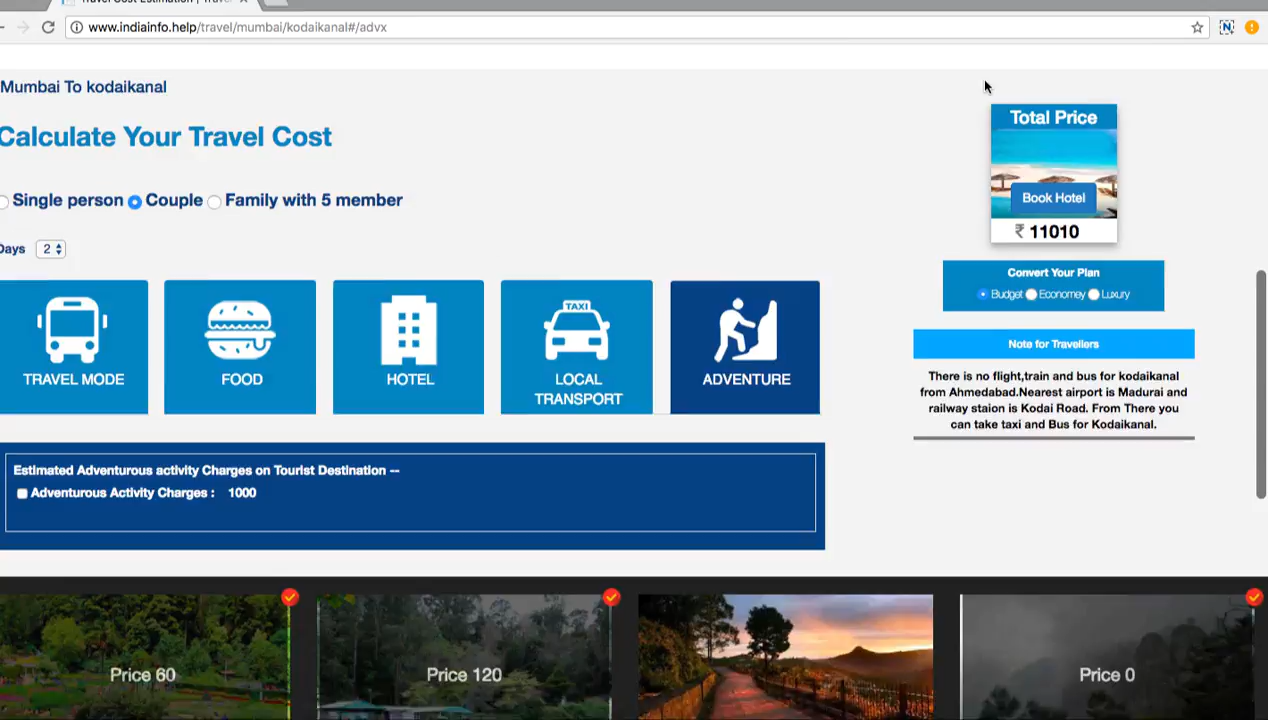 www.indiainfo.help/travel/mumbai/kodaikanal#/advx
Mumbai To kodaikanal
Calculate Your Travel Cost
Single person Couple Family with 5 member
Days 2
TRAVEL MODE
FOOD
HOTEL
LOCAL
TRANSPORT
TAXI
ADVENTURE
Estimated Adventurous activity Charges on Tourist Destination --
Adventurous Activity Charges : 1000
Total Price
Book Hotel
₹ 11010
Convert Your Plan
Budget Economey Luxury
Note for Travellers
There is no flight,train and bus for kodaikanal
from Ahmedabad.Nearest airport is Madurai and
railway staion is Kodai Road. From There you
can take taxi and Bus for Kodaikanal.
Price 60
Price 120
Price 0